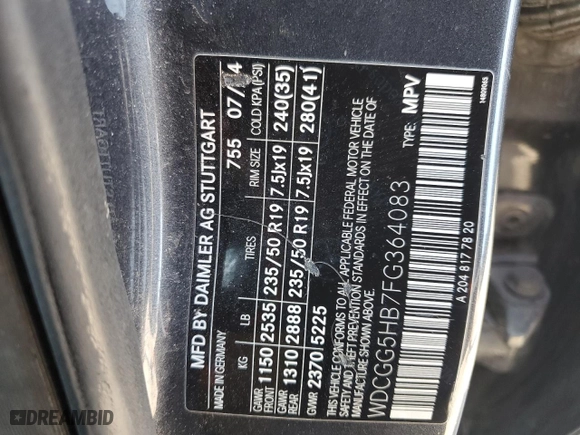 MFD BY DAIMLER AG STUTTGART
MADE IN GERMANY 755 07/14
KG LB TIRES RIM SIZE COLD KPA (PSI)
GAWR FRONT 1150 2535 235/50 R19 7.5Jx19 240(35)
GAWR REAR 1310 2888 235/50 R19 7.5Jx19 280(41)
GVWR 2370 5225
THIS VEHICLE CONFORMS TO ALL APPLICABLE FEDERAL MOTOR VEHICLE
SAFETY AND THEFT PREVENTION STANDARDS IN EFFECT ON THE DATE OF
MANUFACTURE SHOWN ABOVE.
WDCGG5HB7FG364083 TYPE: MPV
A 204 817 78 20
DREAMBID